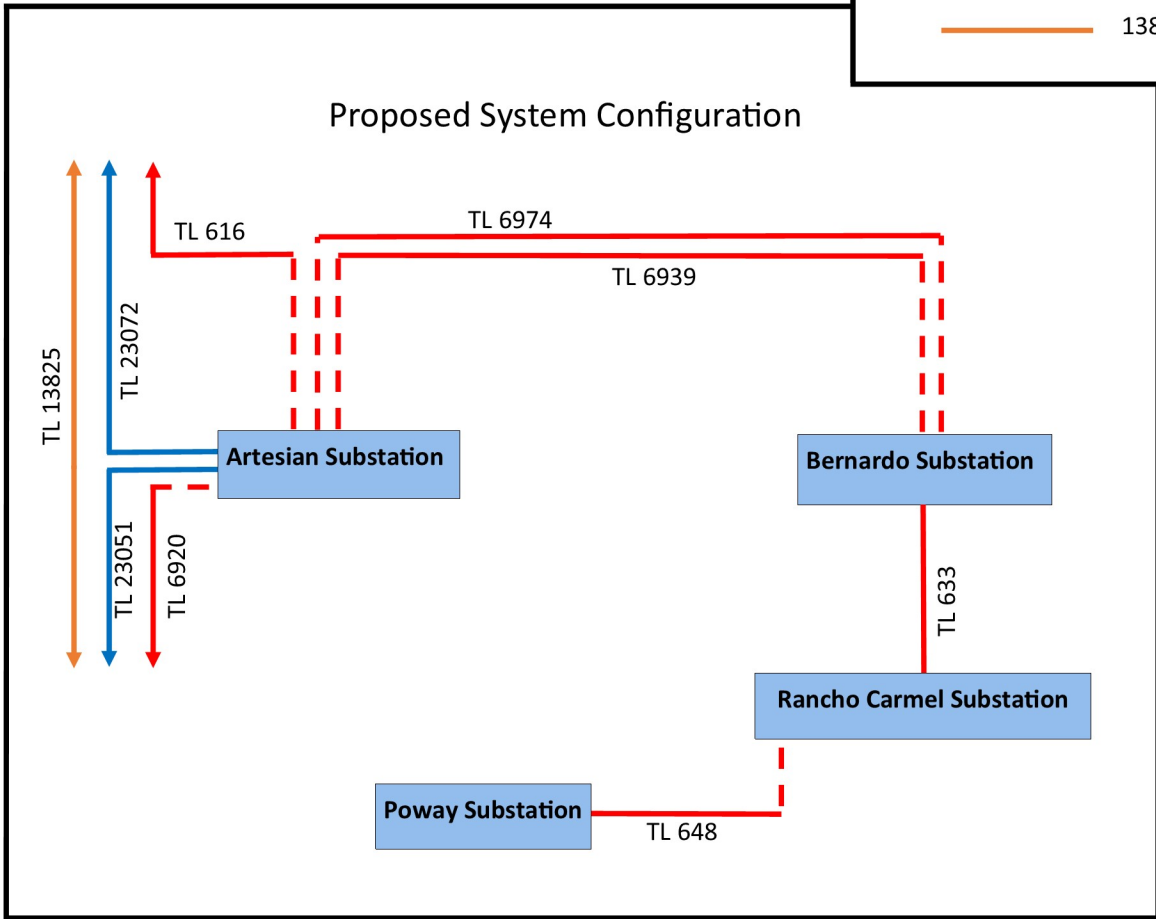 138
Proposed System Configuration
TL 6974
TL 616
TL 6939
TL 23072
TL 13825
Artesian Substation
Bernardo Substation
TL 23051
TL 6920
TL 633
Rancho Carmel Substation
Poway Substation
TL 648